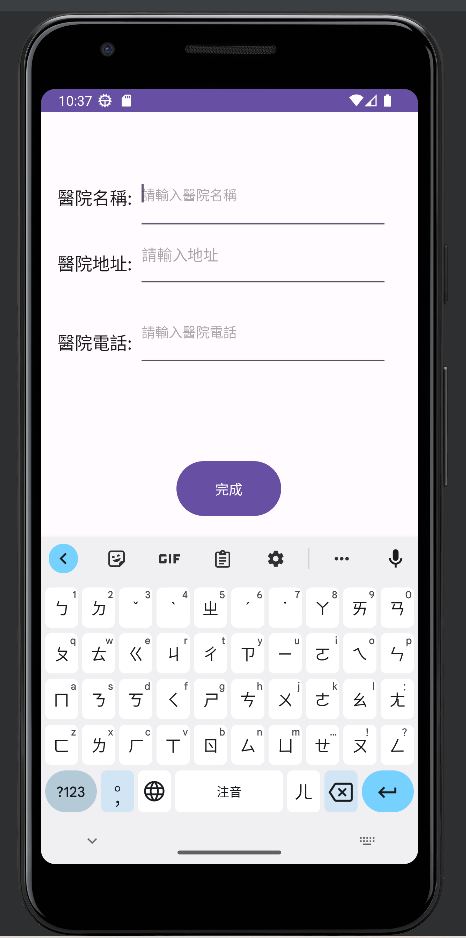 10:37
醫院名稱: 請輸入醫院名稱
醫院地址: 請輸入地址
醫院電話: 請輸入醫院電話
完成
GIF
ㄅ 1 ㄉ 2 ˇ 3 ˋ 4 ㄓ 5 ˊ 6 ˙ 7 ㄚ 8 ㄞ 9 ㄢ 0
ㄆ q ㄊ w ㄍ e ㄐ r ㄔ t ㄗ y ㄧ u ㄛ i ㄟ o ㄣ p
ㄇ a ㄋ s ㄎ d ㄑ f ㄕ g ㄘ h ㄨ j ㄜ k ㄠ l ㄤ ;
ㄈ z ㄌ x ㄏ c ㄒ v ㄖ b ㄙ n ㄩ m ㄝ … ㄡ ! ㄥ ?
?123 ° , 注音 ㄦ